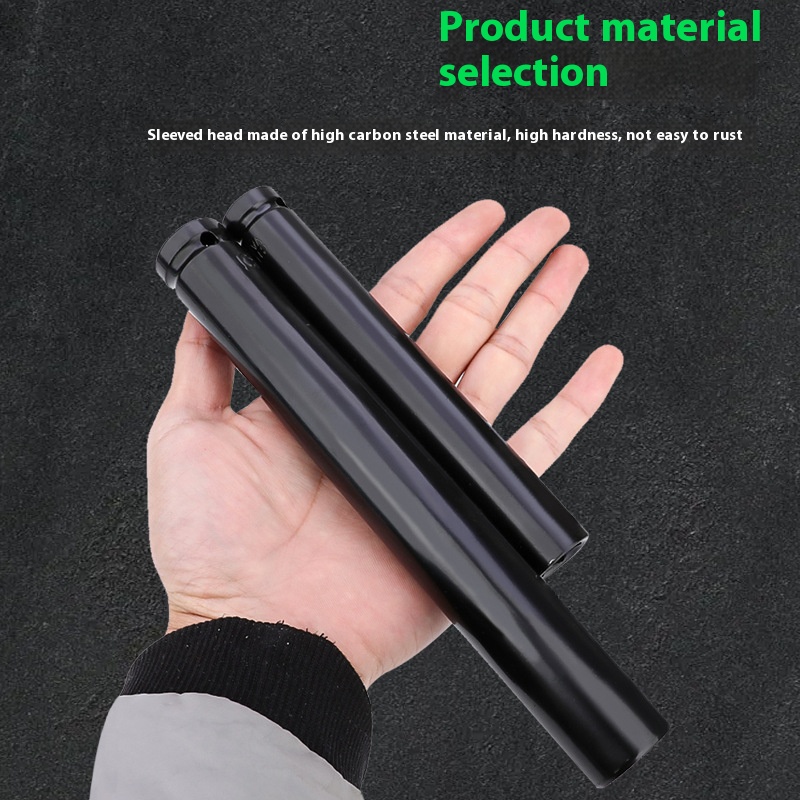 Product material
selection
Sleeved head made of high carbon steel material, high hardness, not easy to rust